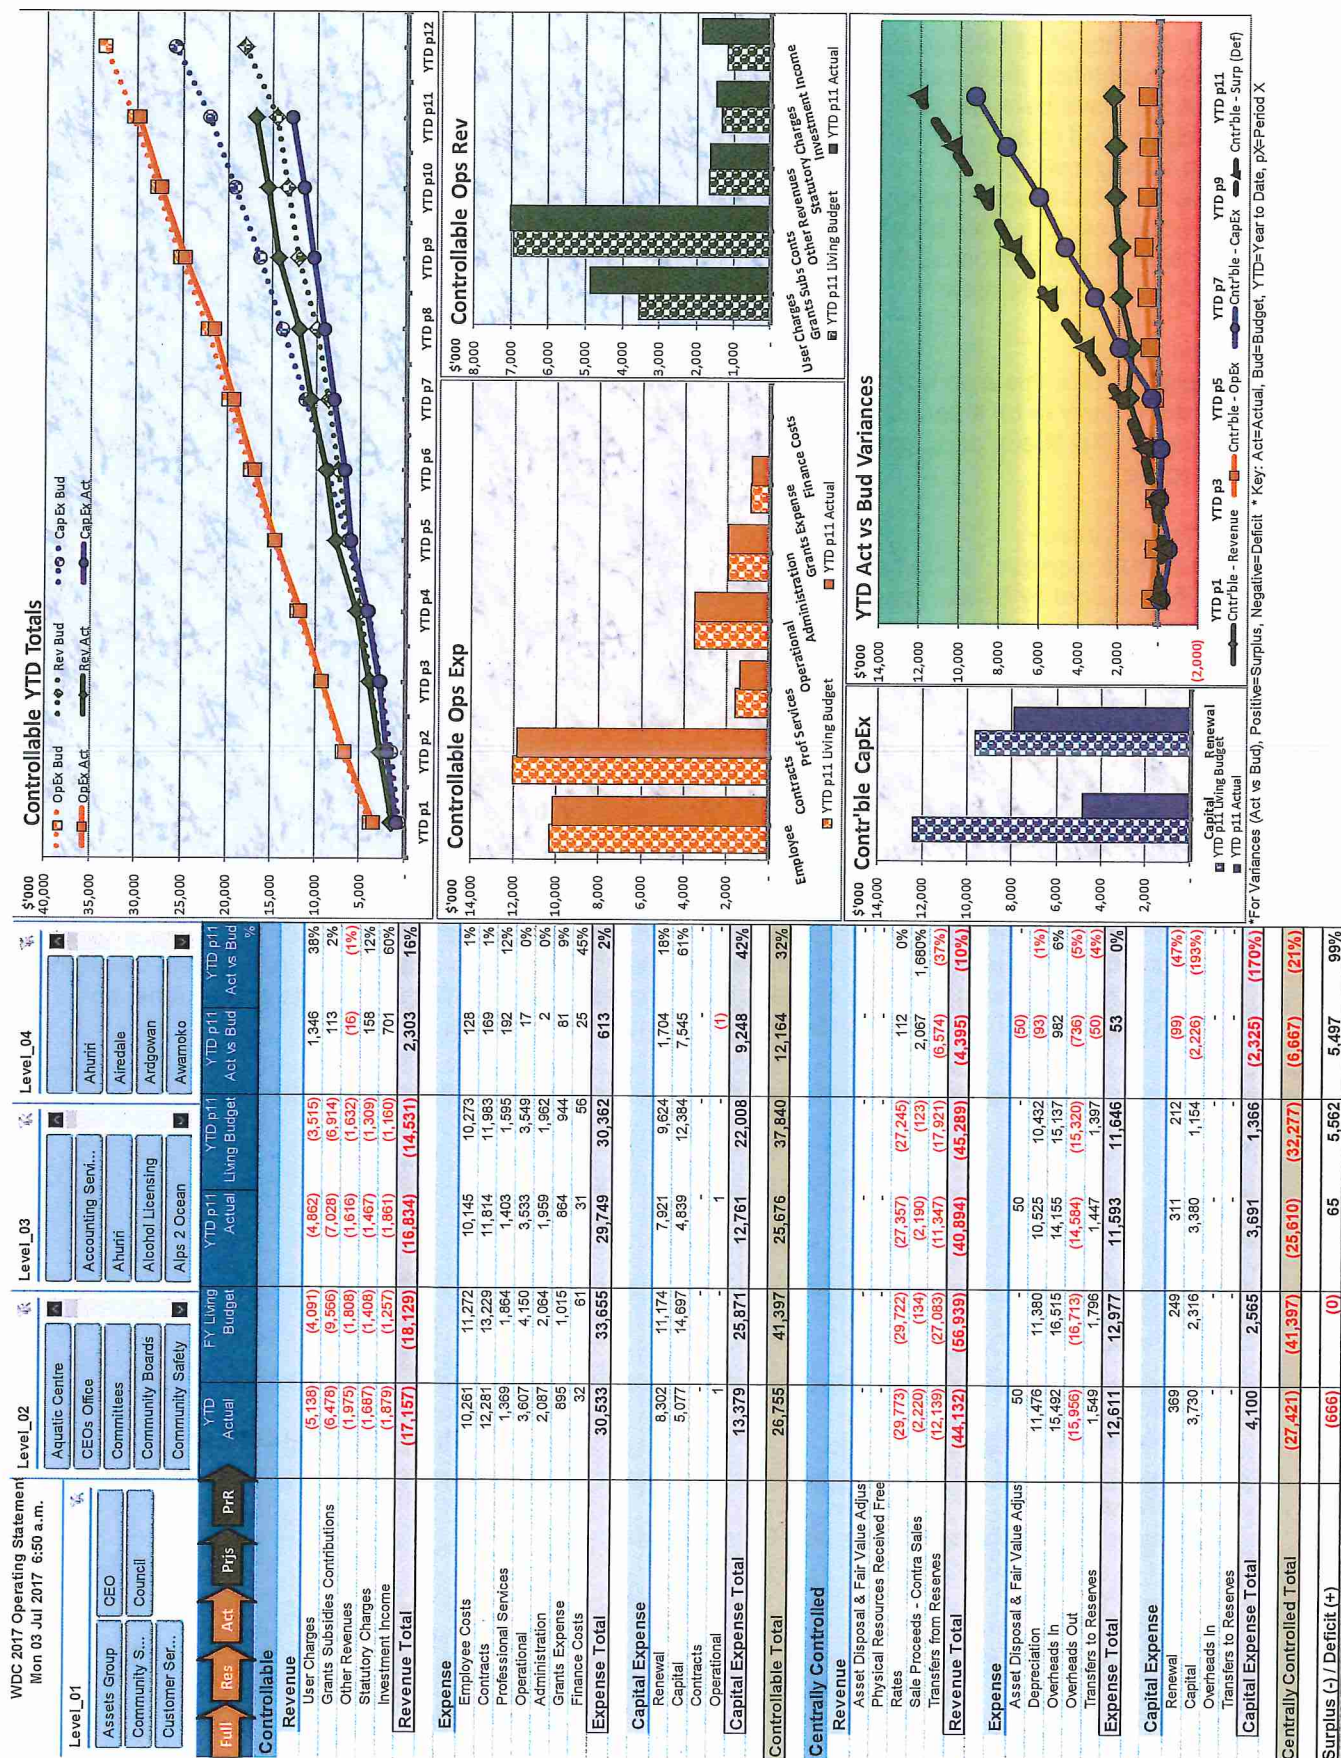 WDC 2017 Operating Statement
Mon 03 Jul 2017 6:50 a.m.
Level_01
Assets Group
CEO
Community S...
Council
Customer Ser...
Level_02
Aquatic Centre
CEOs Office
Committees
Community Boards
Community Safety
Level_03
Accounting Servi...
Ahuriri
Alcohol Licensing
Alps 2 Ocean
Level_04
Ahuriri
Airedale
Ardgowan
Awamoko
Full Res Act Prjs PrR
YTD Actual FY Living Budget YTD p11 Actual YTD p11 Living Budget YTD p11 Act vs Bud YTD p11 Act vs Bud %
Controllable
Revenue
User Charges (5,138) (4,091) (4,862) (3,515) 1,346 38%
Grants Subsidies Contributions (6,478) (9,566) (7,028) (6,914) 113 2%
Other Revenues (1,975) (1,808) (1,616) (1,632) (16) (1%)
Statutory Charges (1,687) (1,408) (1,467) (1,309) 158 12%
Investment Income (1,879) (1,257) (1,861) (1,160) 701 60%
Revenue Total (17,157) (18,129) (16,834) (14,531) 2,303 16%
Expense
Employee Costs 10,261 11,272 10,145 10,273 128 1%
Contracts 12,281 13,229 11,814 11,983 169 1%
Professional Services 1,369 1,864 1,403 1,595 192 12%
Operational 3,607 4,150 3,533 3,549 17 0%
Administration 2,087 2,064 1,959 1,962 2 0%
Grants Expense 895 1,015 864 944 81 9%
Finance Costs 32 61 31 56 25 45%
Expense Total 30,533 33,655 29,749 30,362 613 2%
Capital Expense
Renewal 8,302 11,174 7,921 9,624 1,704 18%
Capital 5,077 14,697 4,839 12,384 7,545 61%
Contracts - - - - -
Operational 1 - 1 - (1)
Capital Expense Total 13,379 25,871 12,761 22,008 9,248 42%
Controllable Total 26,755 41,397 25,676 37,840 12,164 32%
Centrally Controlled
Revenue
Asset Disposal & Fair Value Adjus - - - - - -
Physical Resources Received Free - - - - - -
Rates (29,773) (29,722) (27,357) (27,245) 112 0%
Sale Proceeds - Contra Sales (2,220) (134) (2,190) (123) 2,067 1,680%
Transfers from Reserves (12,139) (27,083) (11,347) (17,921) (6,574) (37%)
Revenue Total (44,132) (56,939) (40,894) (45,289) (4,395) (10%)
Expense
Asset Disposal & Fair Value Adjus 50 - 50 - (50) -
Depreciation 11,476 11,380 10,525 10,432 (93) (1%)
Overheads In 15,492 16,515 14,155 15,137 982 6%
Overheads Out (15,956) (16,713) (14,584) (15,320) (736) (5%)
Transfers to Reserves 1,549 1,796 1,447 1,397 (50) (4%)
Expense Total 12,611 12,977 11,593 11,646 53 0%
Capital Expense
Renewal 369 249 311 212 (99) (47%)
Capital 3,730 2,316 3,380 1,154 (2,226) (193%)
Overheads In - - - - - -
Transfer to Reserves - - - - - -
Capital Expense Total 4,100 2,565 3,691 1,366 (2,325) (170%)
Centrally Controlled Total (27,421) (41,397) (25,610) (32,277) (6,667) (21%)
Surplus (-) / Deficit (+) (666) (0) 65 5,562 5,497 99%
Controllable YTD Totals
$'000
40,000
35,000
30,000
25,000
20,000
15,000
10,000
5,000
-
OpEx Bud Rev Bud CapEx Bud
OpEx Act Rev Act CapEx Act
YTD p1 YTD p2 YTD p3 YTD p4 YTD p5 YTD p6 YTD p7 YTD p8 YTD p9 YTD p10 YTD p11 YTD p12
Controllable Ops Exp
$'000
14,000
12,000
10,000
8,000
6,000
4,000
2,000
-
Employee Contracts Prof Services Operational Administration Grants Expense Finance Costs
YTD p11 Living Budget YTD p11 Actual
Controllable Ops Rev
$'000
8,000
7,000
6,000
5,000
4,000
3,000
2,000
1,000
-
User Charges Grants Subs Conts Other Revenues Statutory Charges Investment Income
YTD p11 Living Budget YTD p11 Actual
Contr'ble CapEx
$'000
14,000
12,000
10,000
8,000
6,000
4,000
2,000
-
Capital Renewal
YTD p11 Living Budget
YTD p11 Actual
YTD Act vs Bud Variances
$'000
14,000
12,000
10,000
8,000
6,000
4,000
2,000
-
(2,000)
YTD p1 YTD p3 YTD p5 YTD p7 YTD p9 YTD p11
Cntr'ble - Revenue Cntr'ble - OpEx Cntr'ble - CapEx Cntr'ble - Surp (Def)
*For Variances (Act vs Bud), Positive=Surplus, Negative=Deficit * Key: Act=Actual, Bud=Budget, YTD=Year to Date, pX=Period X